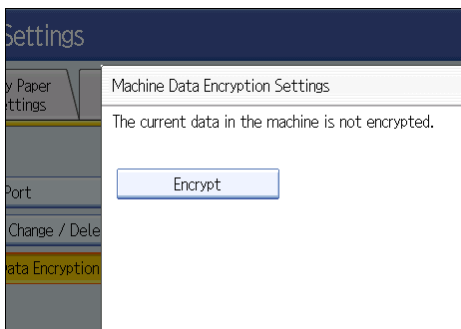 Settings
y Paper
ttings
Machine Data Encryption Settings
The current data in the machine is not encrypted.
Encrypt
Port
Change / Dele
ata Encryption